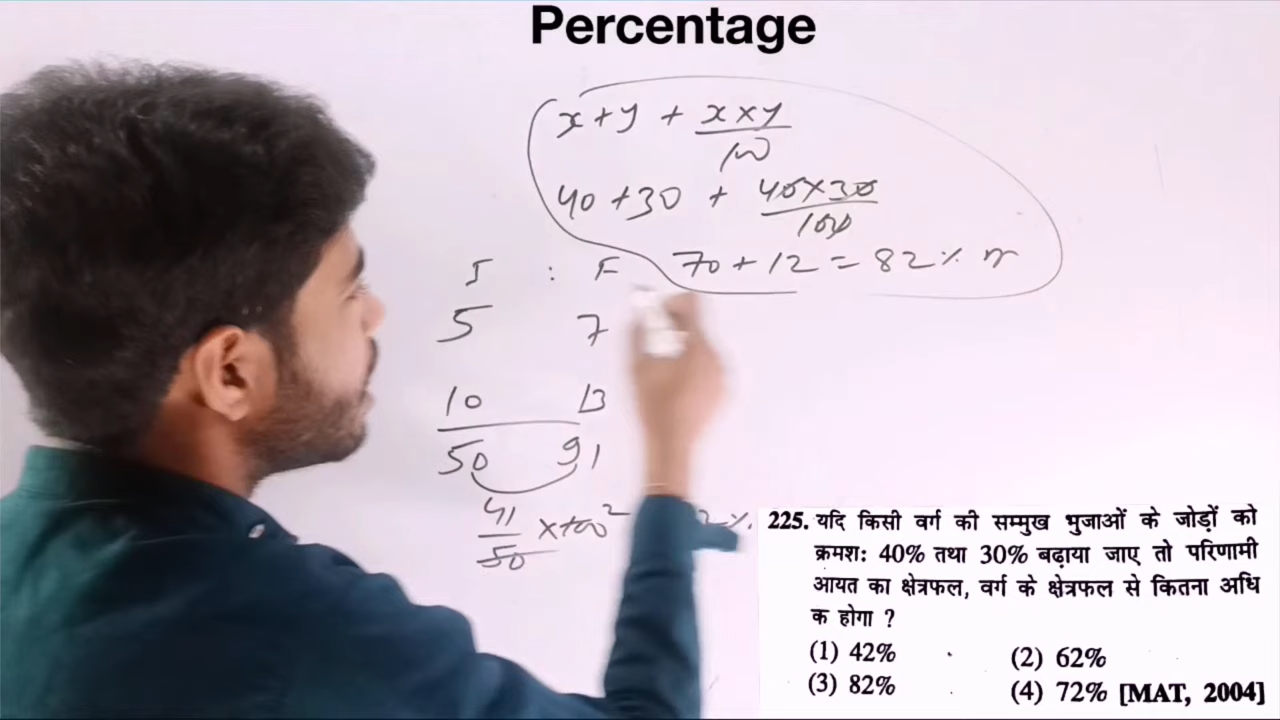 Percentage
x+y + x×y/100
40+30 + 40×30/100
I : F 70+12 = 82%
5 7
10 13
50 91
41/50 ×100 2 2%.
225. यदि किसी वर्ग की सम्मुख भुजाओं के जोड़ों को
क्रमशः 40% तथा 30% बढ़ाया जाए तो परिणामी
आयत का क्षेत्रफल, वर्ग के क्षेत्रफल से कितना अधि
क होगा ?
(1) 42% (2) 62%
(3) 82% (4) 72% [MAT, 2004]